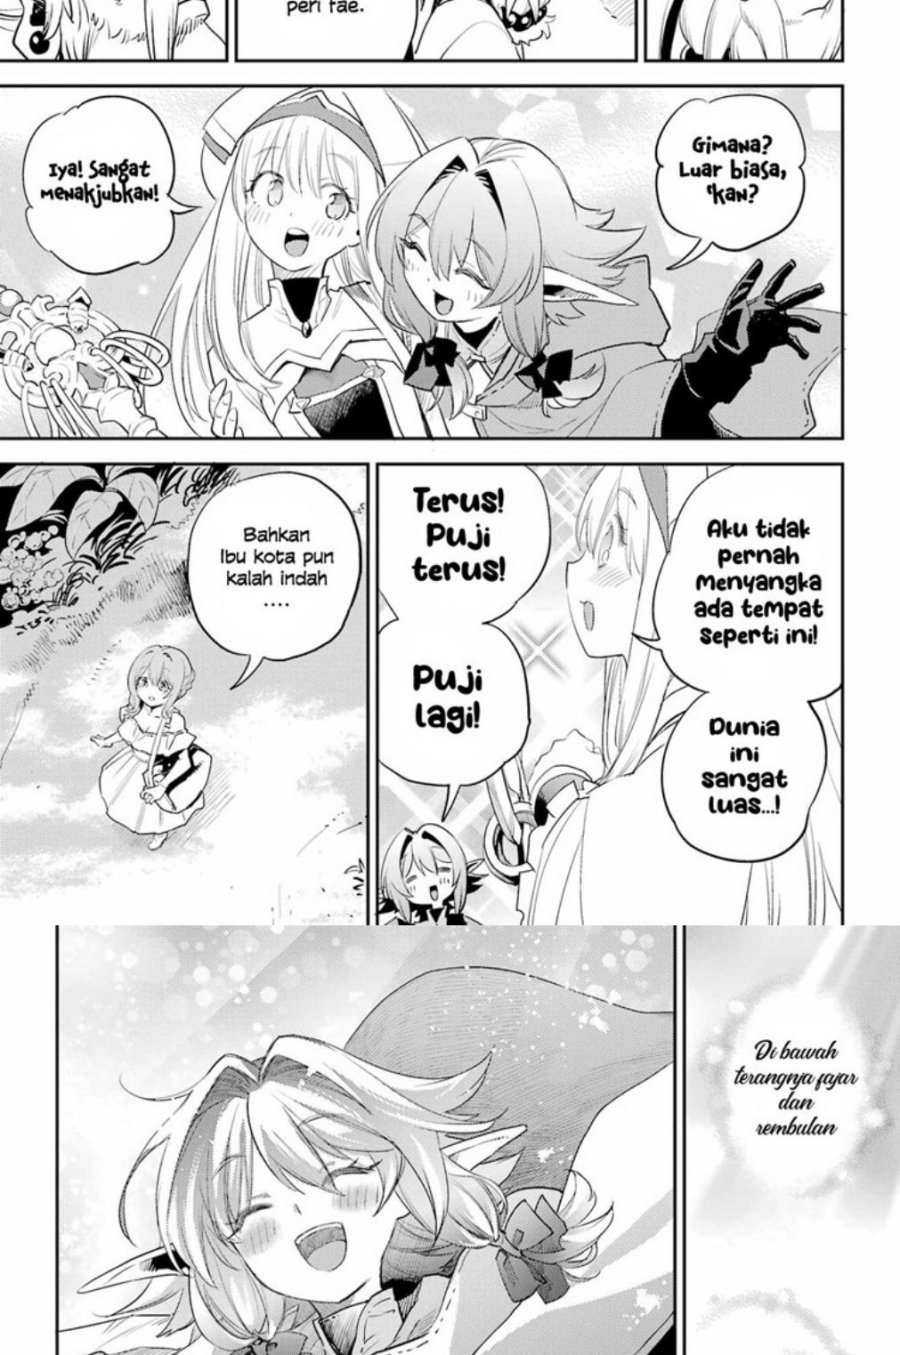 peri fae.
Gimana?
Luar biasa,
'kan?
Iya! Sangat
menakjubkan!
Aku tidak
pernah
menyangka
ada tempat
seperti ini!
Dunia
ini
sangat
luas...!
Terus!
Puji
terus!
Puji
lagi!
Bahkan
Ibu kota pun
kalah indah
....
Di bawah
terangnya fajar
dan
rembulan